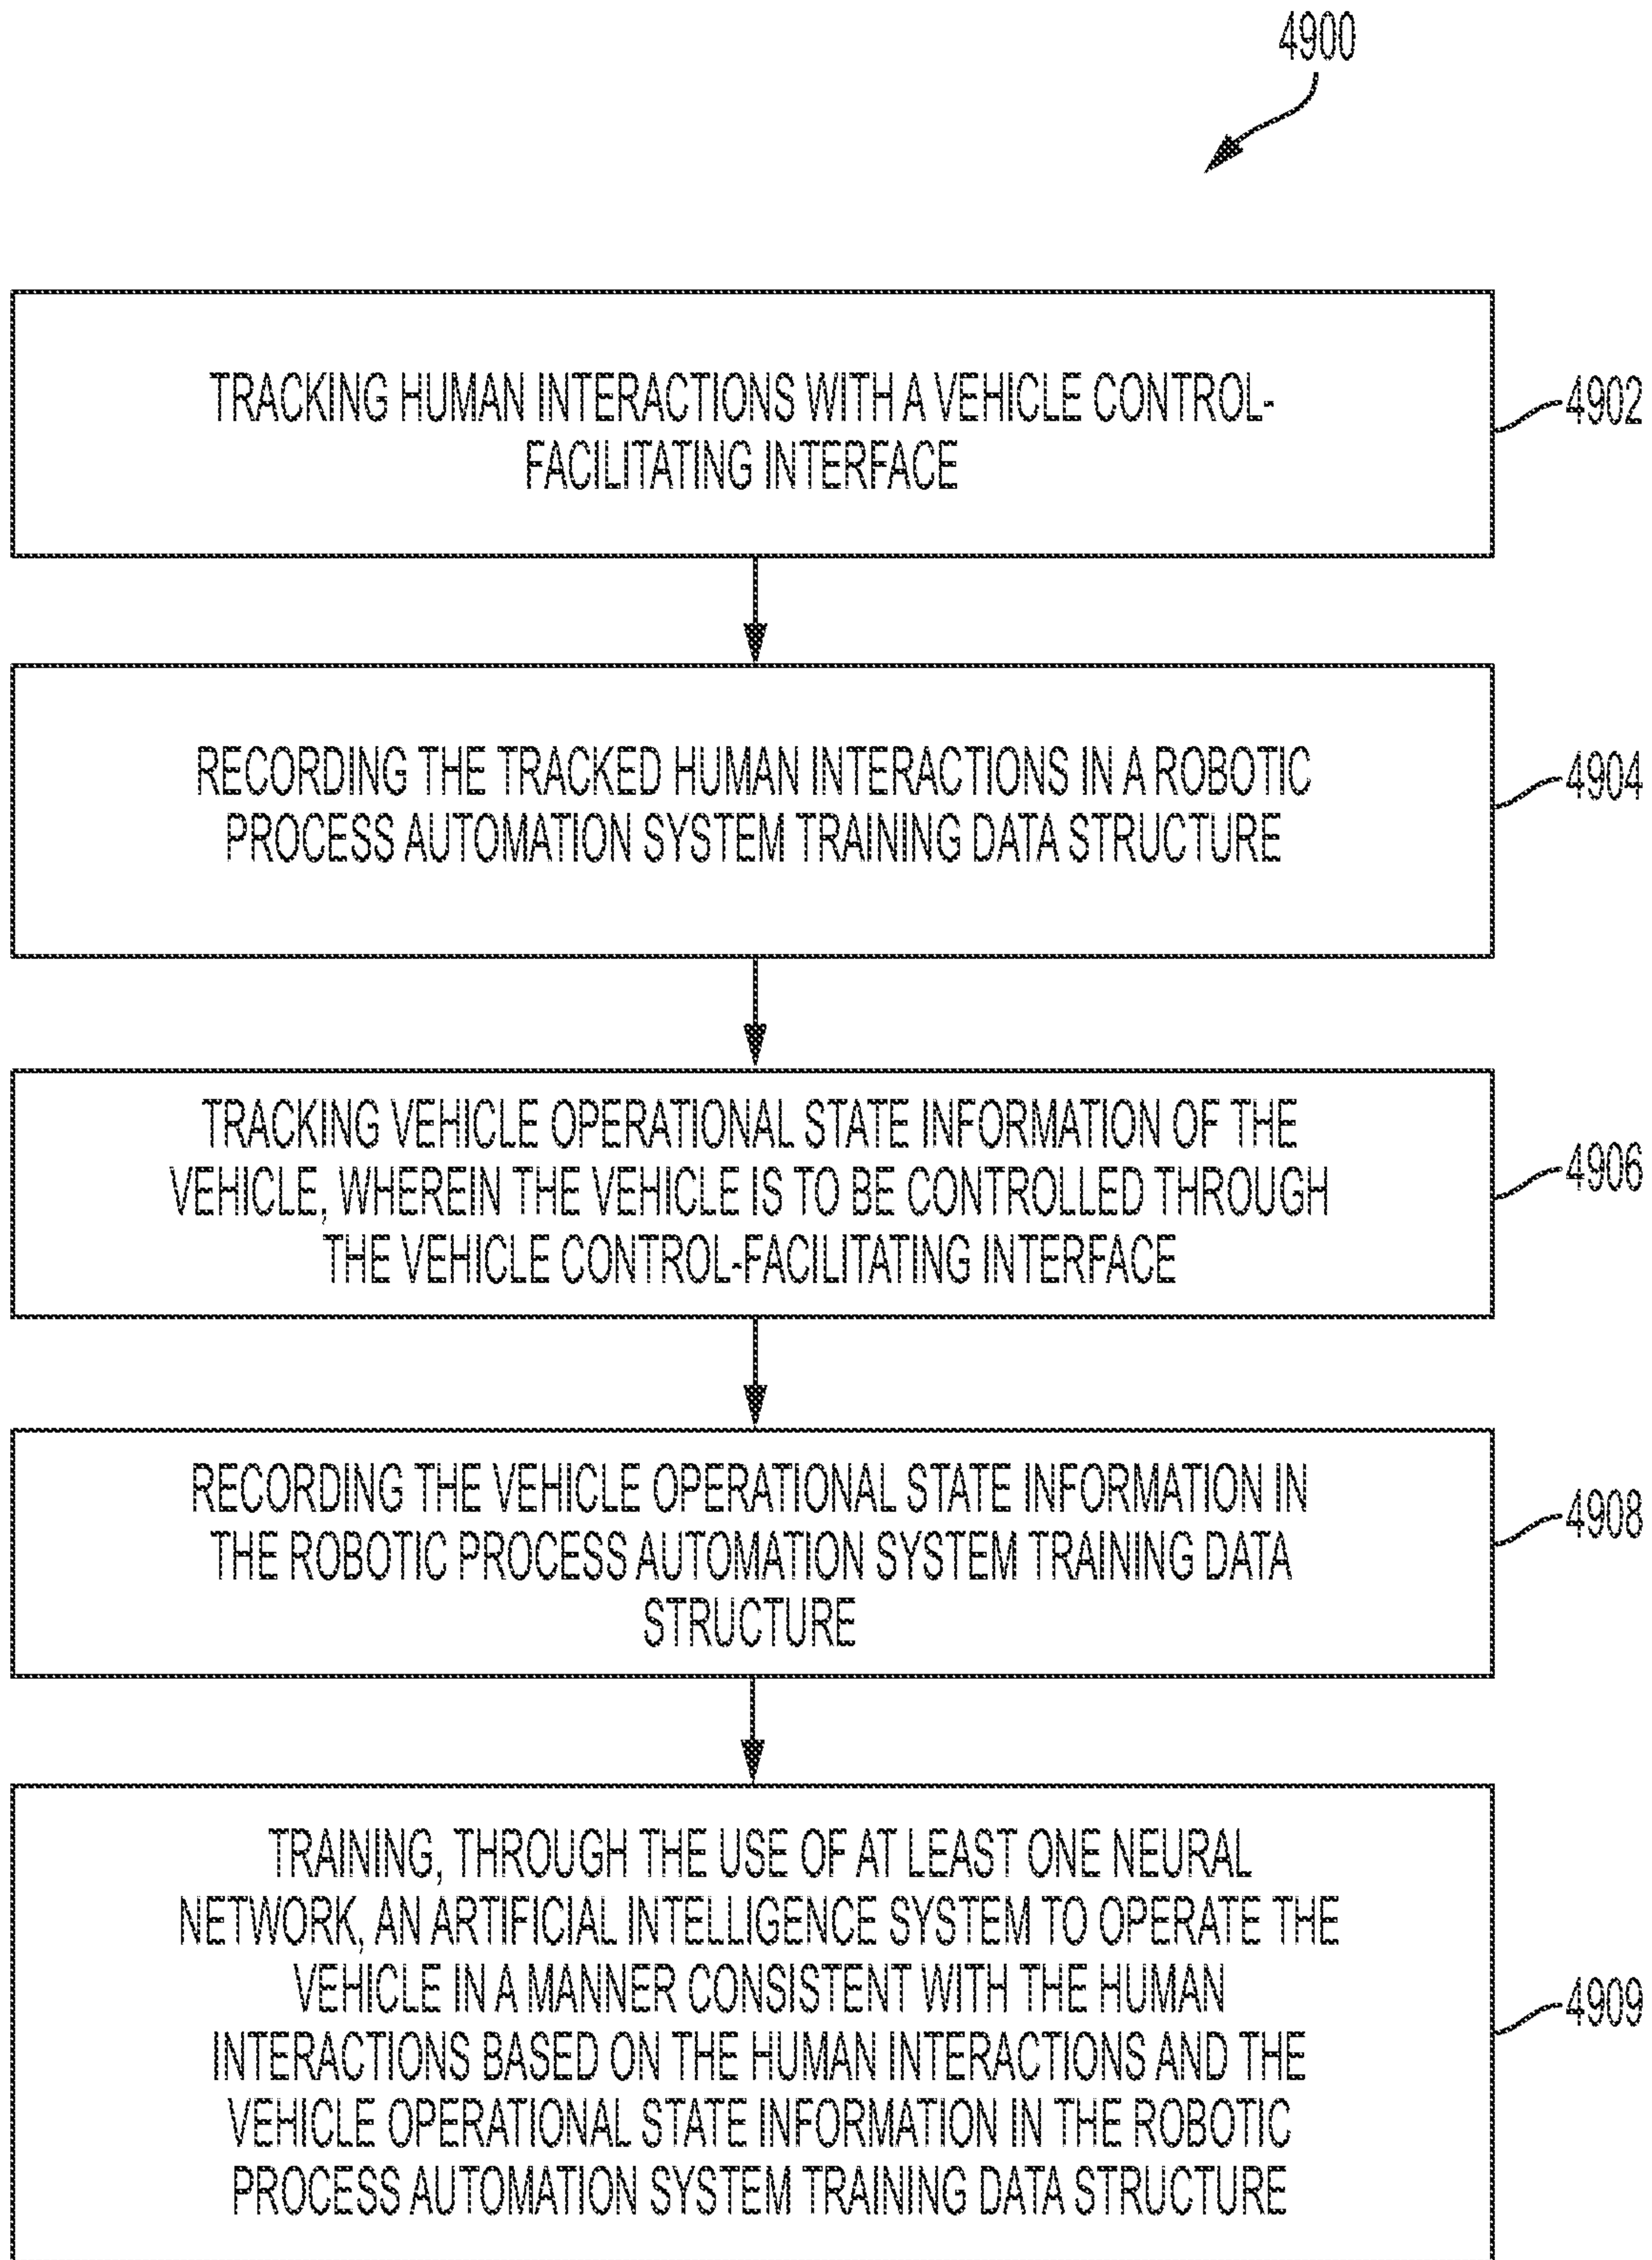 4900
TRACKING HUMAN INTERACTIONS WITH A VEHICLE CONTROL-
FACILITATING INTERFACE
4902
RECORDING THE TRACKED HUMAN INTERACTIONS IN A ROBOTIC
PROCESS AUTOMATION SYSTEM TRAINING DATA STRUCTURE
4904
TRACKING VEHICLE OPERATIONAL STATE INFORMATION OF THE
VEHICLE, WHEREIN THE VEHICLE IS TO BE CONTROLLED THROUGH
THE VEHICLE CONTROL-FACILITATING INTERFACE
4906
RECORDING THE VEHICLE OPERATIONAL STATE INFORMATION IN
THE ROBOTIC PROCESS AUTOMATION SYSTEM TRAINING DATA
STRUCTURE
4908
TRAINING, THROUGH THE USE OF AT LEAST ONE NEURAL
NETWORK, AN ARTIFICIAL INTELLIGENCE SYSTEM TO OPERATE THE
VEHICLE IN A MANNER CONSISTENT WITH THE HUMAN
INTERACTIONS BASED ON THE HUMAN INTERACTIONS AND THE
VEHICLE OPERATIONAL STATE INFORMATION IN THE ROBOTIC
PROCESS AUTOMATION SYSTEM TRAINING DATA STRUCTURE
4909